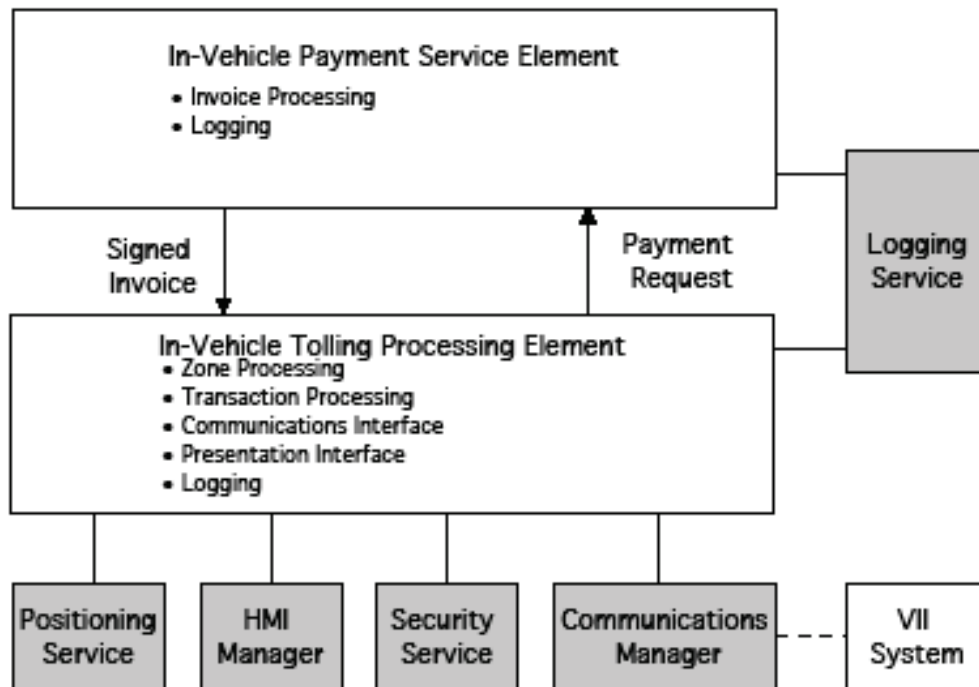 In-Vehicle Payment Service Element
• Invoice Processing
• Logging
Signed
Invoice
Payment
Request
Logging
Service
In-Vehicle Tolling Processing Element
• Zone Processing
• Transaction Processing
• Communications Interface
• Presentation Interface
• Logging
Positioning
Service
HMI
Manager
Security
Service
Communications
Manager
VII
System